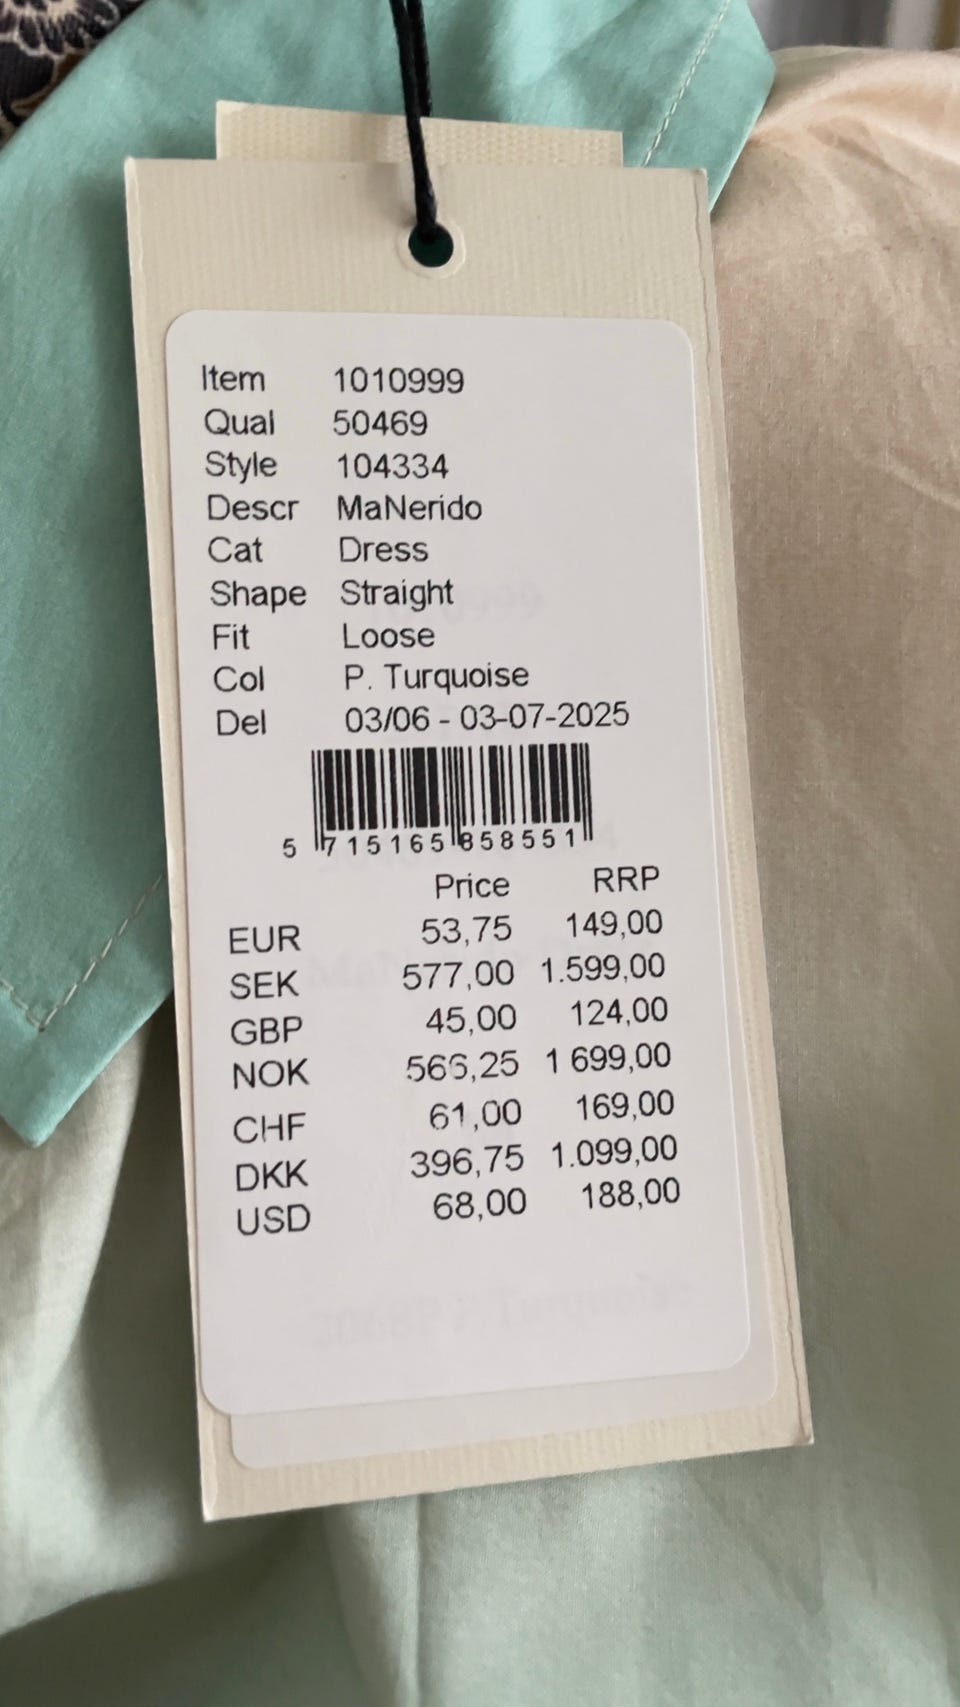 Item 1010999
Qual 50469
Style 104334
Descr MaNerido
Cat Dress
Shape Straight
Fit Loose
Col P. Turquoise
Del 03/06 - 03-07-2025
5 715165 858551
Price RRP
EUR 53,75 149,00
SEK 577,00 1.599,00
GBP 45,00 124,00
NOK 566,25 1 699,00
CHF 61,00 169,00
DKK 396,75 1.099,00
USD 68,00 188,00